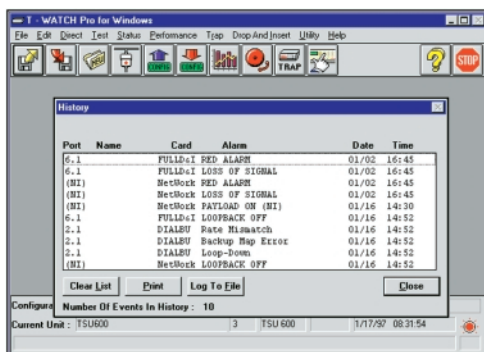 T - WATCH Pro for Windows
File Edit Direct Test Status Performance Trap Drop And Insert Utility Help
CONFIG CONFIG TRAP STOP
History
Port Name Card Alarm Date Time
6.1 FULLD&I RED ALARM 01/02 16:45
6.1 FULLD&I LOSS OF SIGNAL 01/02 16:45
(NI) NetWork RED ALARM 01/02 16:45
(NI) NetWork LOSS OF SIGNAL 01/02 16:45
(NI) NetWork PAYLOAD ON (NI) 01/16 14:30
6.1 FULLD&I LOOPBACK OFF 01/16 14:52
2.1 DIALBU Rate Mismatch 01/16 14:52
2.1 DIALBU Backup Map Error 01/16 14:52
2.1 DIALBU Loop-Down 01/16 14:52
(NI) NetWork LOOPBACK OFF 01/16 14:52
Clear List Print Log To File Close
Number Of Events In History : 10
Configura
Current Unit : TSU600 3 TSU 600 1/17/97 08:31:54